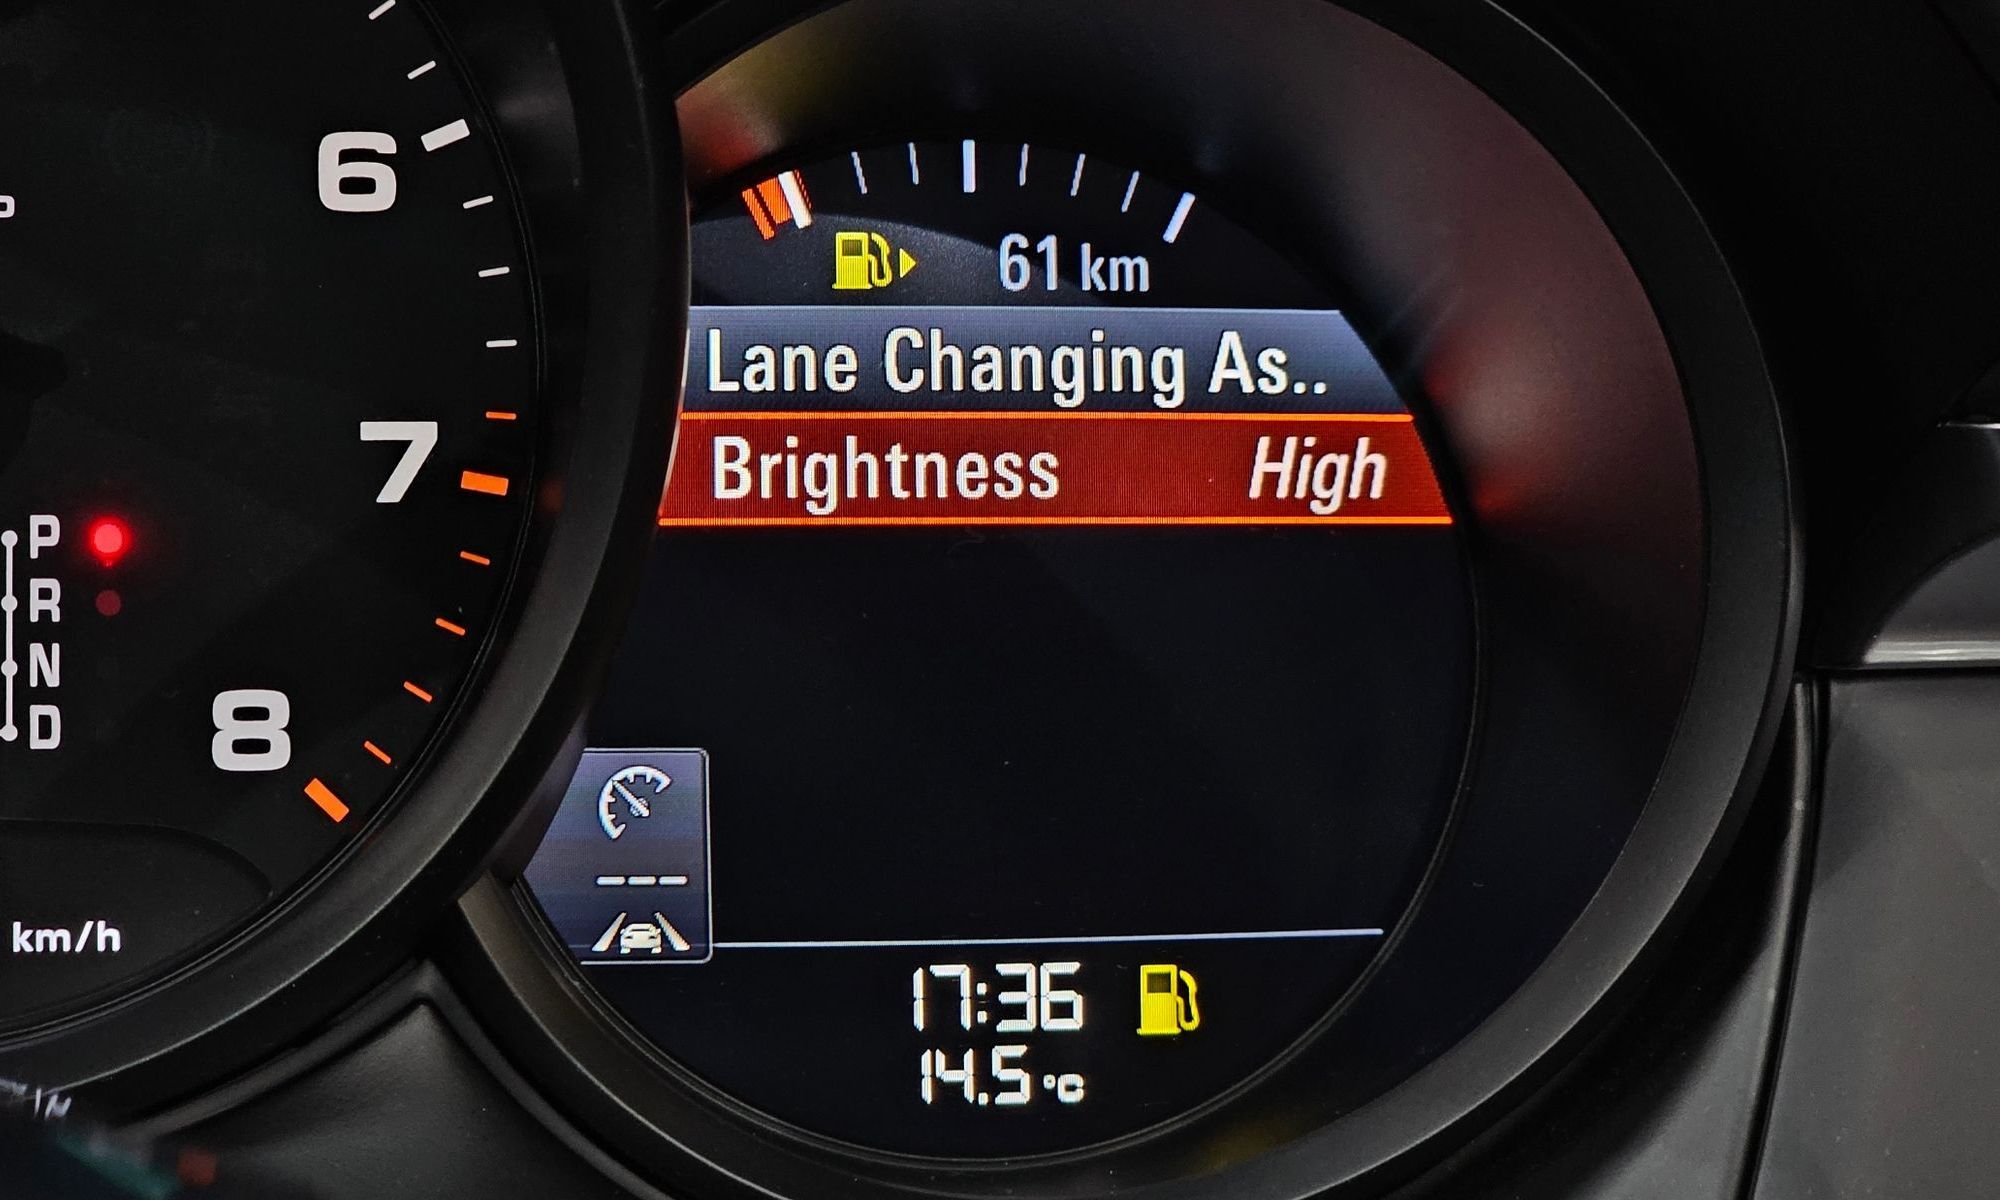 6
7
8
P
R
N
D
km/h
61 km
Lane Changing As..
Brightness High
17:36
14.5 °C